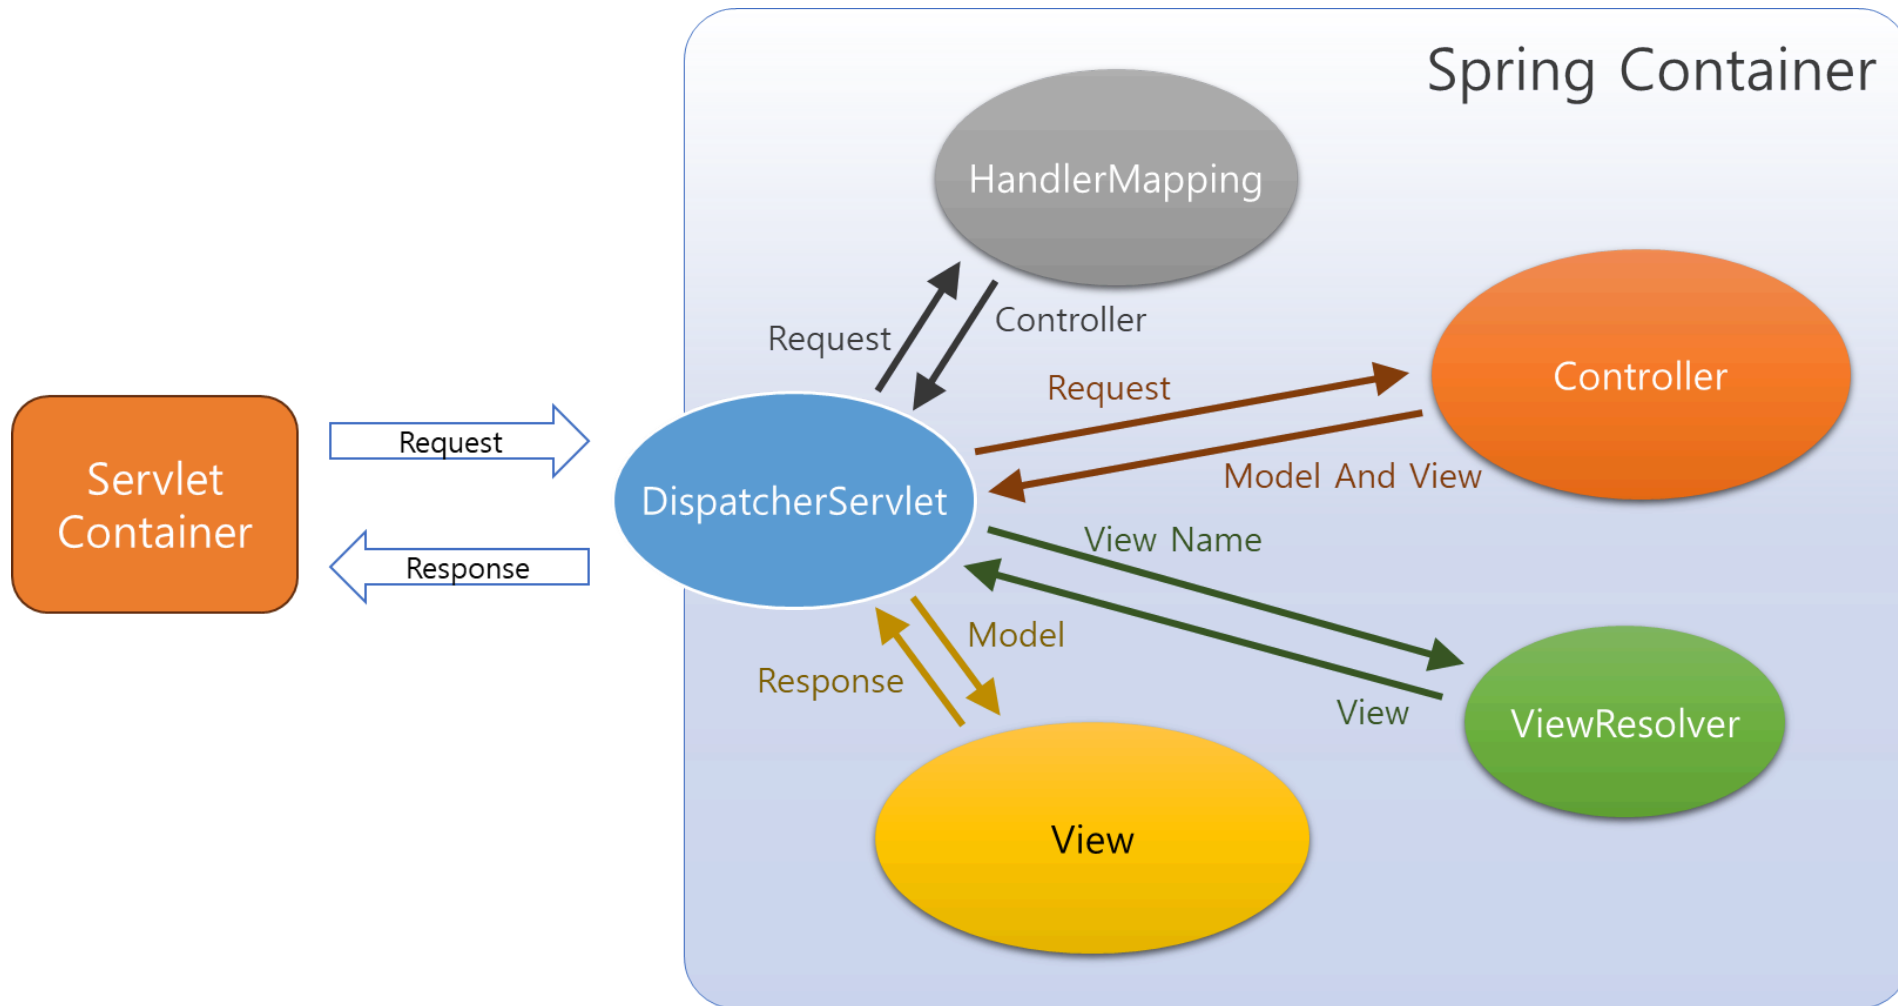 Spring Container
HandlerMapping
Request
Controller
Request
Controller
Model And View
Servlet
Container
Request
Response
DispatcherServlet
View Name
View
ViewResolver
Model
Response
View